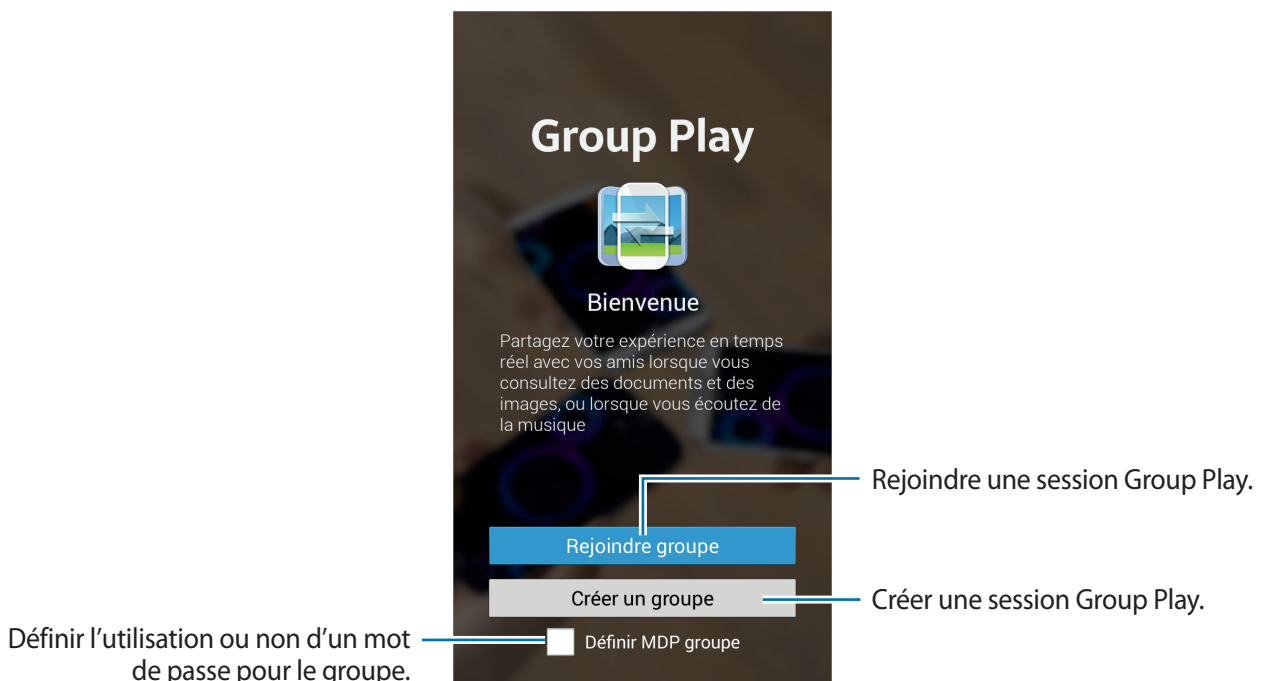 Group Play
Bienvenue
Partagez votre expérience en temps
réel avec vos amis lorsque vous
consultez des documents et des
images, ou lorsque vous écoutez de
la musique
Rejoindre une session Group Play.
Rejoindre groupe
Créer un groupe
Créer une session Group Play.
Définir l’utilisation ou non d’un mot
de passe pour le groupe.
Définir MDP groupe